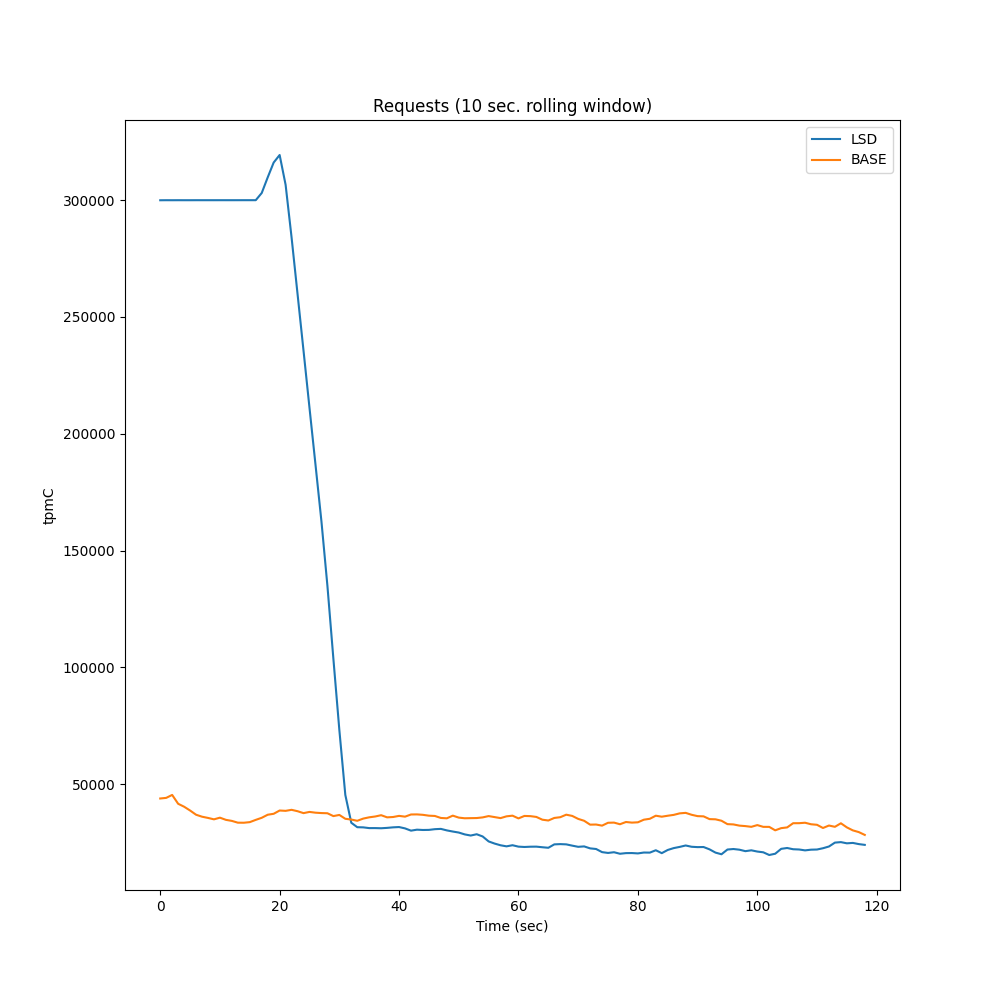 Requests (10 sec. rolling window)
LSD
BASE
300000
250000
200000
150000
100000
50000
tpmC
0 20 40 60 80 100 120
Time (sec)